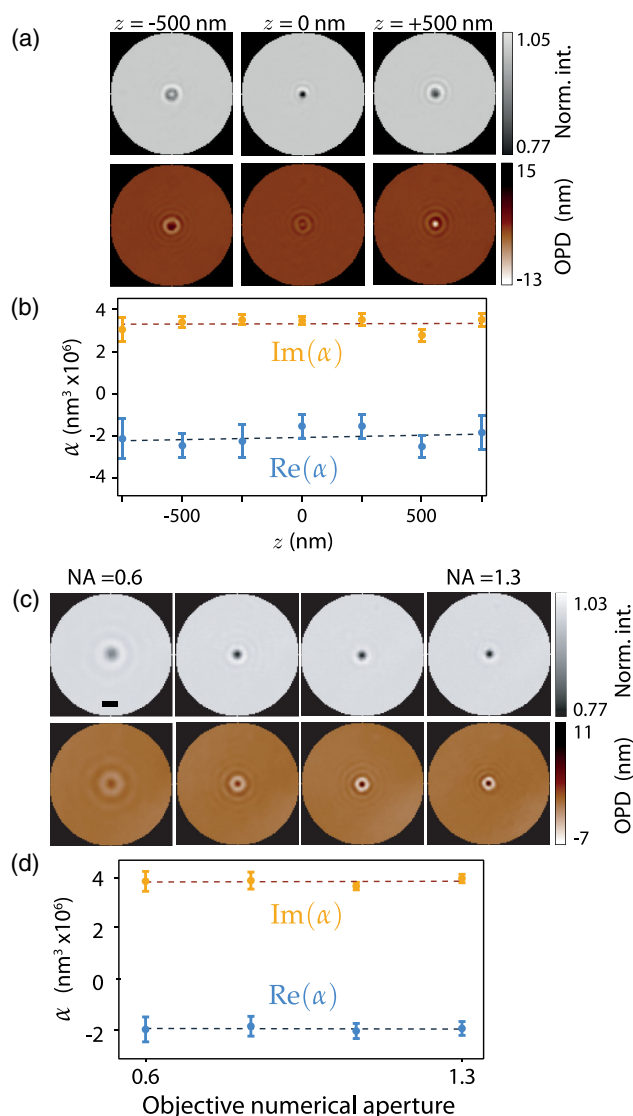 (a)
z = -500 nm z = 0 nm z = +500 nm
1.05
Norm. int.
0.77
15
OPD (nm)
-13
(b)
α (nm³ x10⁶)
4
2
0
-2
-4
Im(α)
Re(α)
-500 0 500
z (nm)
(c)
NA =0.6 NA =1.3
1.03
Norm. int.
0.77
11
OPD (nm)
-7
(d)
α (nm³ x10⁶)
4
2
0
-2
Im(α)
Re(α)
0.6 1.3
Objective numerical aperture